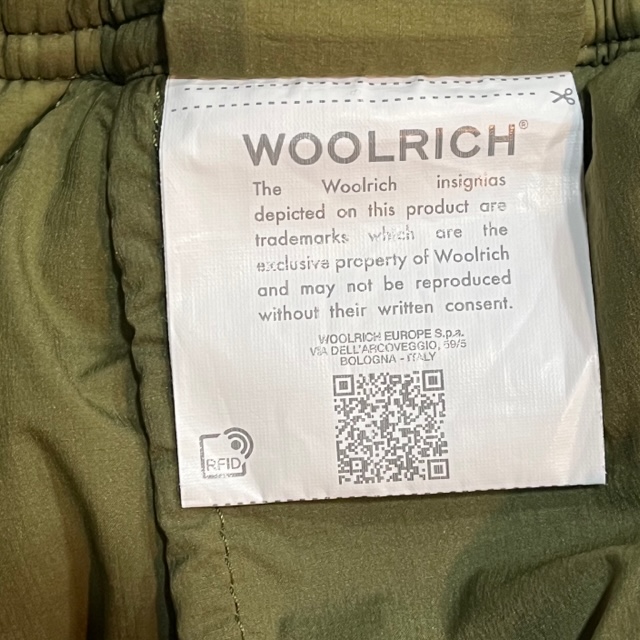 WOOLRICH®
The Woolrich insignias
depicted on this product are
trademarks which are the
exclusive property of Woolrich
and may not be reproduced
without their written consent.
WOOLRICH EUROPE S.p.a.
VIA DELL'ARCOVEGGIO, 59/5
BOLOGNA - ITALY
RFID